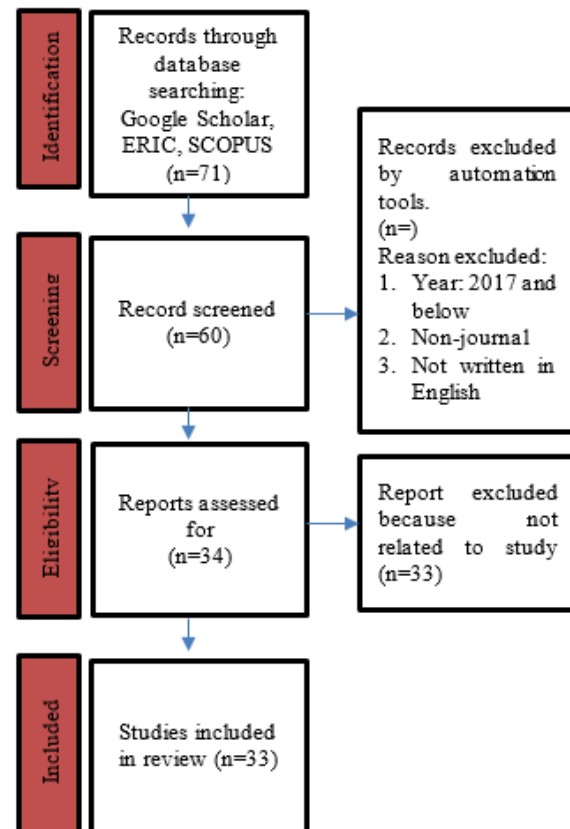 Identification
Records through
database
searching:
Google Scholar,
ERIC, SCOPUS
(n=71)
Screening
Record screened
(n=60)
Records excluded
by automation
tools.
(n=)
Reason excluded:
1. Year: 2017 and
below
2. Non-journal
3. Not written in
English
Eligibility
Reports assessed
for
(n=34)
Report excluded
because not
related to study
(n=33)
Included
Studies included
in review (n=33)